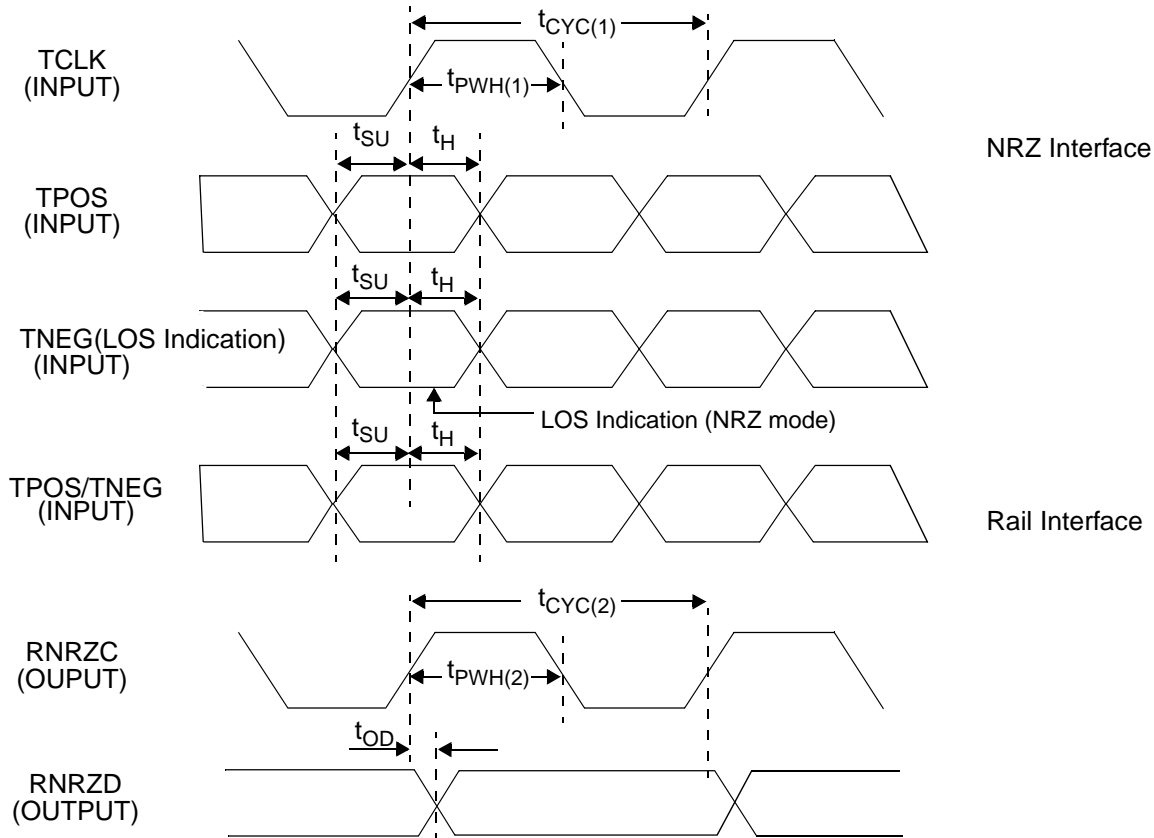 tCYC(1)
TCLK
(INPUT)
tPWH(1)
tSU
tH
NRZ Interface
TPOS
(INPUT)
tSU
tH
TNEG(LOS Indication)
(INPUT)
LOS Indication (NRZ mode)
tSU
tH
TPOS/TNEG
(INPUT)
Rail Interface
tCYC(2)
RNRZC
(OUPUT)
tPWH(2)
tOD
RNRZD
(OUTPUT)